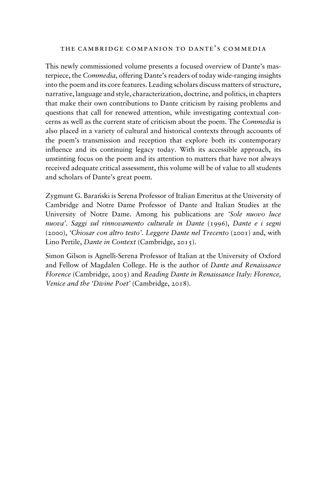 THE CAMBRIDGE COMPANION TO DANTE'S COMMEDIA
This newly commissioned volume presents a focused overview of Dante's mas-
terpiece, the Commedia, offering Dante's readers of today wide-ranging insights
into the poem and its core features. Leading scholars discuss matters of structure,
narrative, language and style, characterization, doctrine, and politics, in chapters
that make their own contributions to Dante criticism by raising problems and
questions that call for renewed attention, while investigating contextual con-
cerns as well as the current state of criticism about the poem. The Commedia is
also placed in a variety of cultural and historical contexts through accounts of
the poem's transmission and reception that explore both its contemporary
influence and its continuing legacy today. With its accessible approach, its
unstinting focus on the poem and its attention to matters that have not always
received adequate critical assessment, this volume will be of value to all students
and scholars of Dante's great poem.
Zygmunt G. Barański is Serena Professor of Italian Emeritus at the University of
Cambridge and Notre Dame Professor of Dante and Italian Studies at the
University of Notre Dame. Among his publications are 'Sole nuovo luce
nuova'. Saggi sul rinnovamento culturale in Dante (1996), Dante e i segni
(2000), 'Chiosar con altro testo'. Leggere Dante nel Trecento (2001) and, with
Lino Pertile, Dante in Context (Cambridge, 2015).
Simon Gilson is Agnelli-Serena Professor of Italian at the University of Oxford
and Fellow of Magdalen College. He is the author of Dante and Renaissance
Florence (Cambridge, 2005) and Reading Dante in Renaissance Italy: Florence,
Venice and the 'Divine Poet' (Cambridge, 2018).